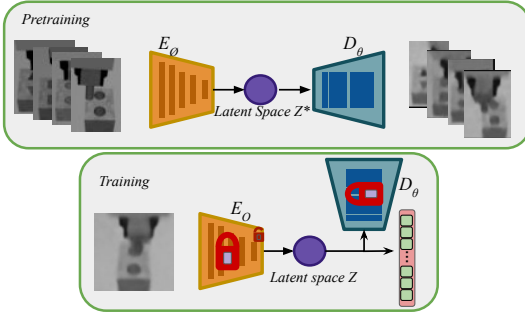 Pretraining
E_Ø
D_θ
Latent Space Z*
Training
E_O
D_θ
Latent space Z